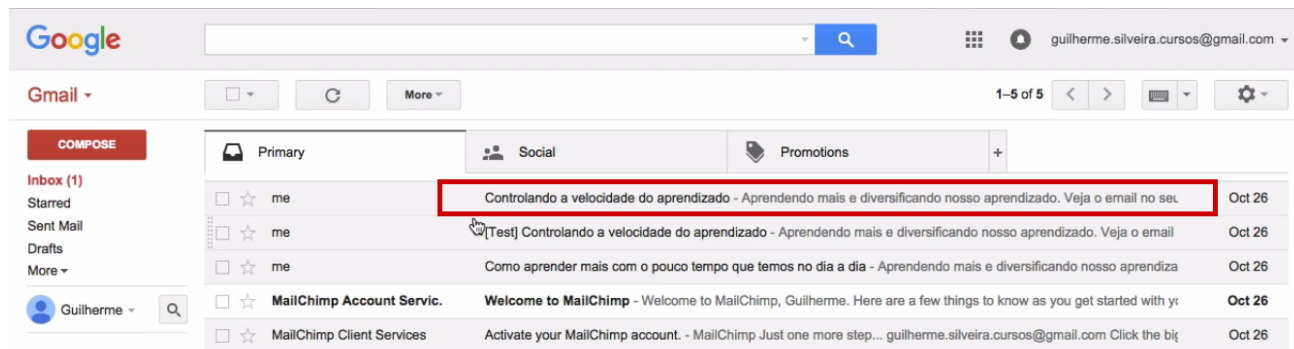 Google
guilherme.silveira.cursos@gmail.com
Gmail
More
1–5 of 5
COMPOSE
Primary
Social
Promotions
+
Inbox (1)
Starred
Sent Mail
Drafts
More
Guilherme
me Controlando a velocidade do aprendizado - Aprendendo mais e diversificando nosso aprendizado. Veja o email no seu Oct 26
me [Test] Controlando a velocidade do aprendizado - Aprendendo mais e diversificando nosso aprendizado. Veja o email Oct 26
me Como aprender mais com o pouco tempo que temos no dia a dia - Aprendendo mais e diversificando nosso aprendiza Oct 26
MailChimp Account Servic. Welcome to MailChimp - Welcome to MailChimp, Guilherme. Here are a few things to know as you get started with Oct 26
MailChimp Client Services Activate your MailChimp account. - MailChimp Just one more step... guilherme.silveira.cursos@gmail.com Click the Oct 26